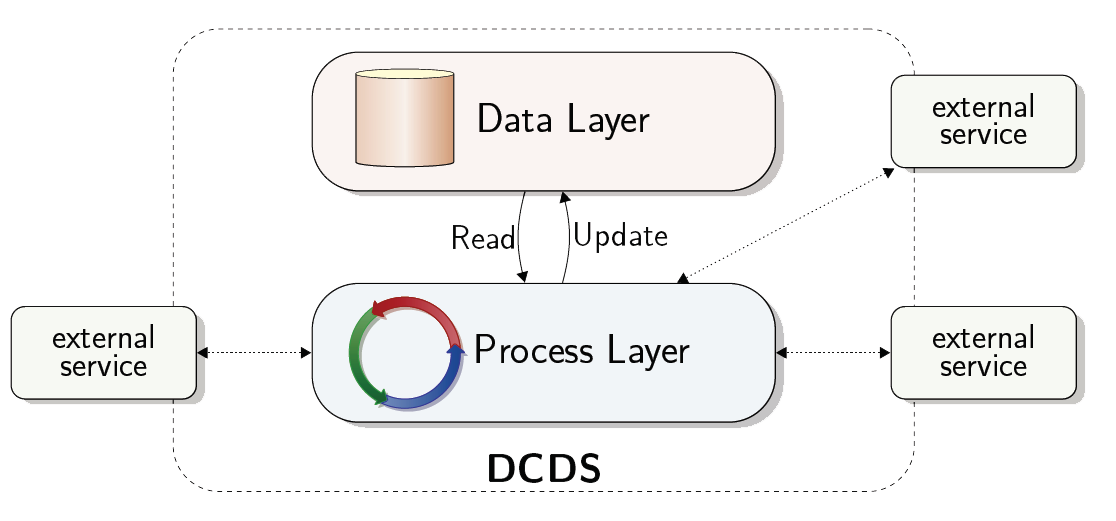 Data Layer
external
service
Read
Update
external
service
Process Layer
external
service
DCDS